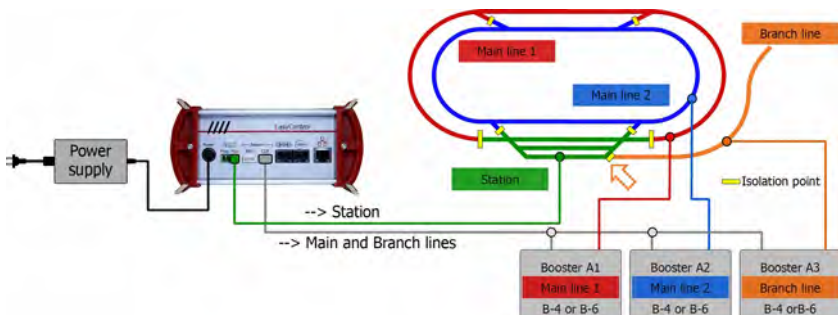 Main line 1
Branch line
Main line 2
Power
supply
Station
Isolation point
--> Station
--> Main and Branch lines
Booster A1
Main line 1
B-4 or B-6
Booster A2
Main line 2
B-4 or B-6
Booster A3
Branch line
B-4 orB-6